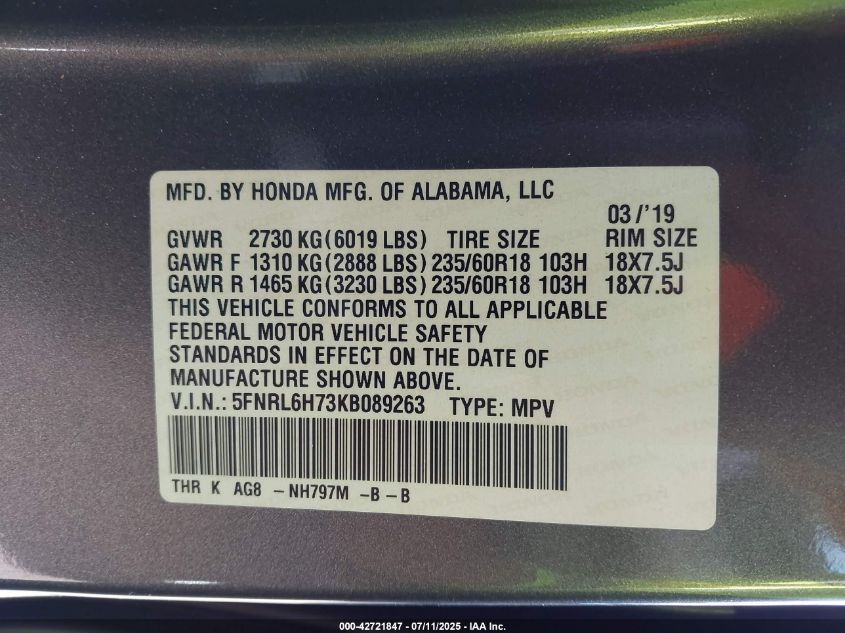 MFD. BY HONDA MFG. OF ALABAMA, LLC
03/'19
GVWR 2730 KG(6019 LBS) TIRE SIZE RIM SIZE
GAWR F 1310 KG(2888 LBS) 235/60R18 103H 18X7.5J
GAWR R 1465 KG(3230 LBS) 235/60R18 103H 18X7.5J
THIS VEHICLE CONFORMS TO ALL APPLICABLE
FEDERAL MOTOR VEHICLE SAFETY
STANDARDS IN EFFECT ON THE DATE OF
MANUFACTURE SHOWN ABOVE.
V.I.N.: 5FNRL6H73KB089263 TYPE: MPV
THR K AG8 - NH797M - B - B
000-42721847 - 07/11/2025 - IAA Inc.